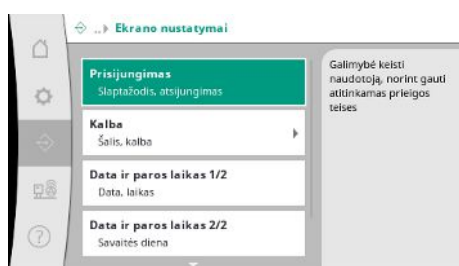 ..▸ Ekrano nustatymai
Prisijungimas
Slaptažodis, atsijungimas
Kalba
Šalis, kalba
Data ir paros laikas 1/2
Data, laikas
Data ir paros laikas 2/2
Savaitės diena
Galimybė keisti
naudotoją, norint gauti
atitinkamas prieigos
teises
?